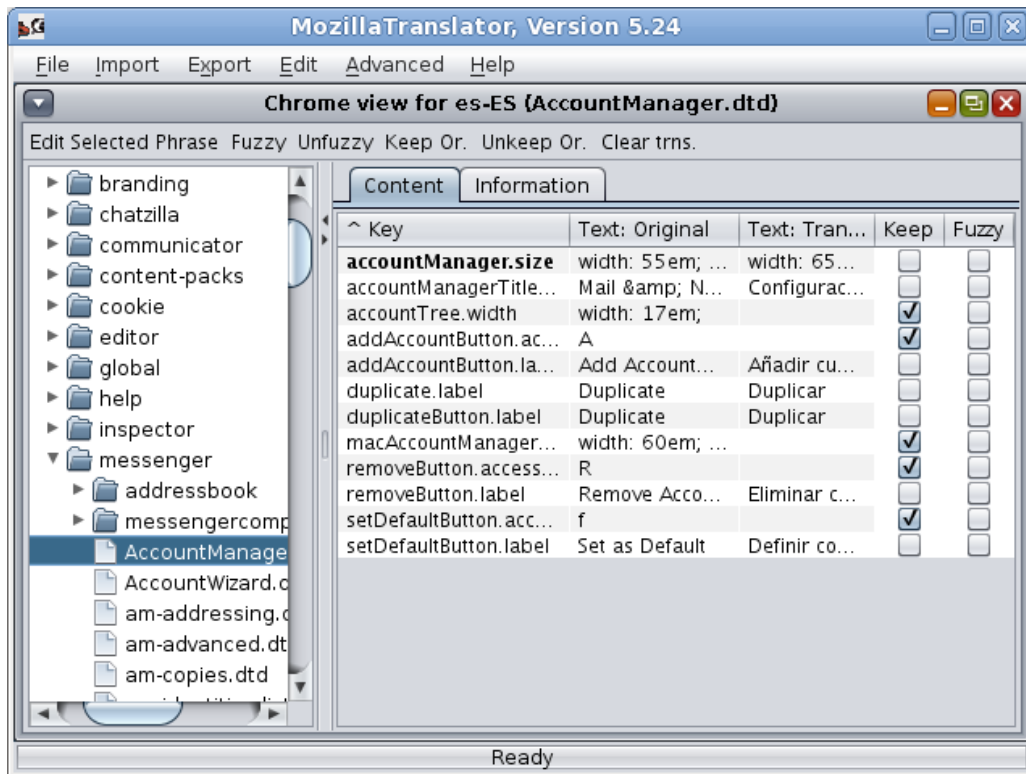 MozillaTranslator, Version 5.24
File Import Export Edit Advanced Help
Chrome view for es-ES (AccountManager.dtd)
Edit Selected Phrase Fuzzy Unfuzzy Keep Or. Unkeep Or. Clear trns.
branding
chatzilla
communicator
content-packs
cookie
editor
global
help
inspector
messenger
addressbook
messengercomp
AccountManage
AccountWizard.d
am-addressing.d
am-advanced.dt
am-copies.dtd
Content Information
^ Key Text: Original Text: Tran... Keep Fuzzy
accountManager.size width: 55em; ... width: 65...
accountManagerTitle... Mail &amp; N... Configurac...
accountTree.width width: 17em;
addAccountButton.ac... A
addAccountButton.la... Add Account... Añadir cu...
duplicate.label Duplicate Duplicar
duplicateButton.label Duplicate Duplicar
macAccountManager... width: 60em; ...
removeButton.access... R
removeButton.label Remove Acco... Eliminar c...
setDefaultButton.acc... f
setDefaultButton.label Set as Default Definir co...
Ready